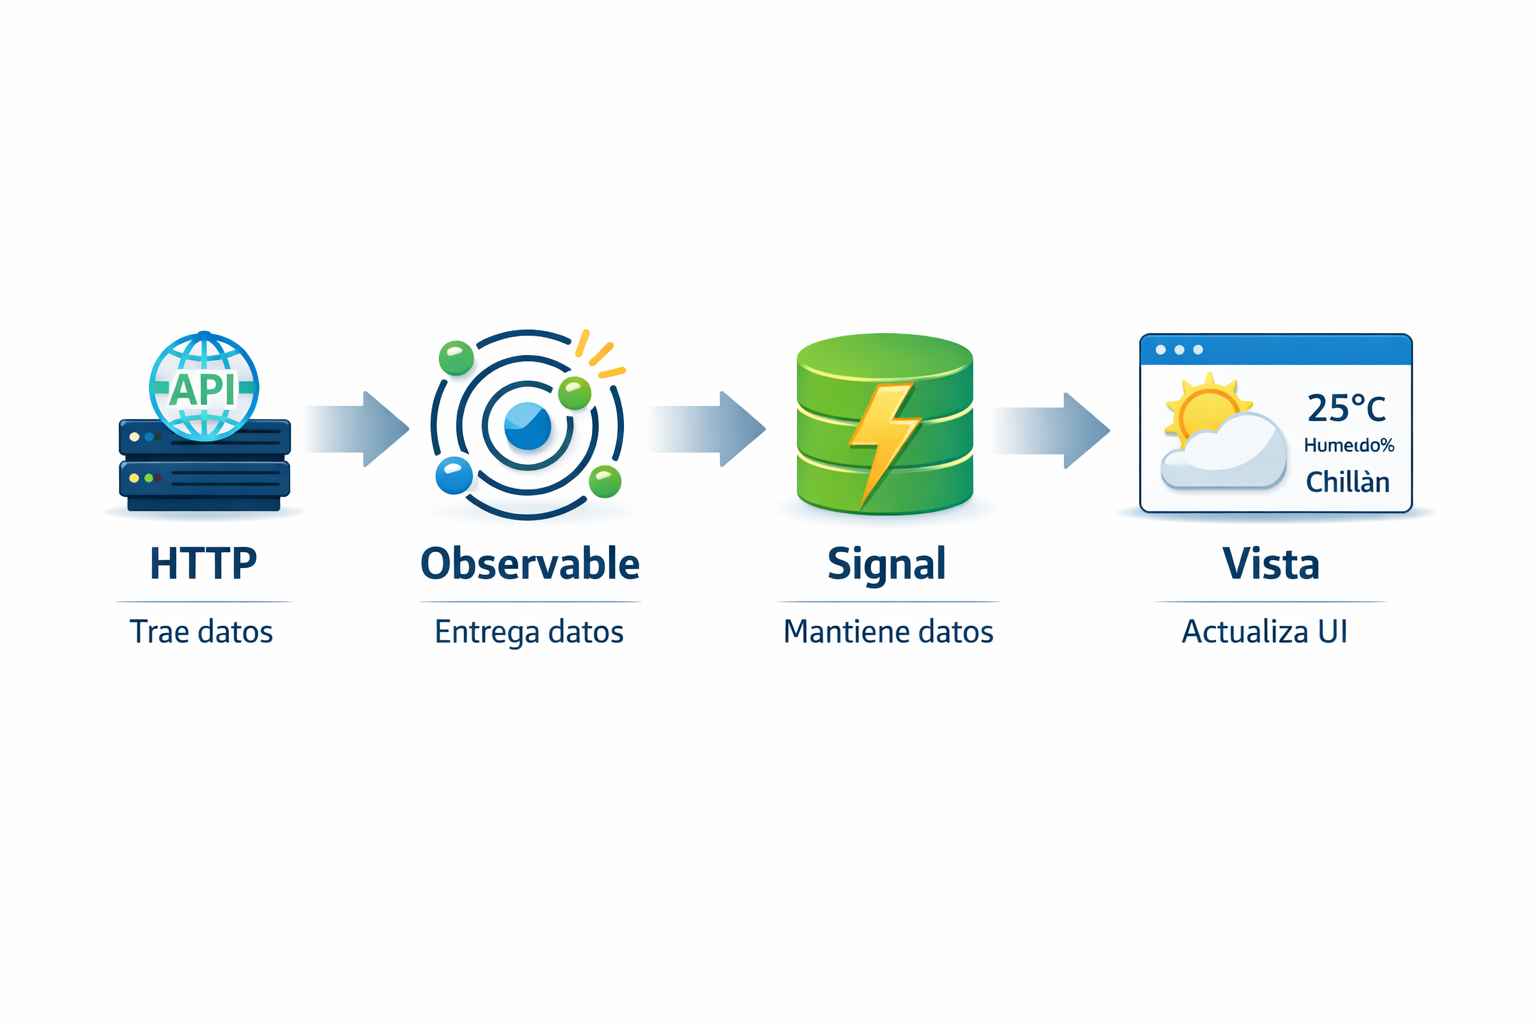 API
HTTP
Trae datos
Observable
Entrega datos
Signal
Mantiene datos
25°C
Chillàn
Vista
Actualiza UI